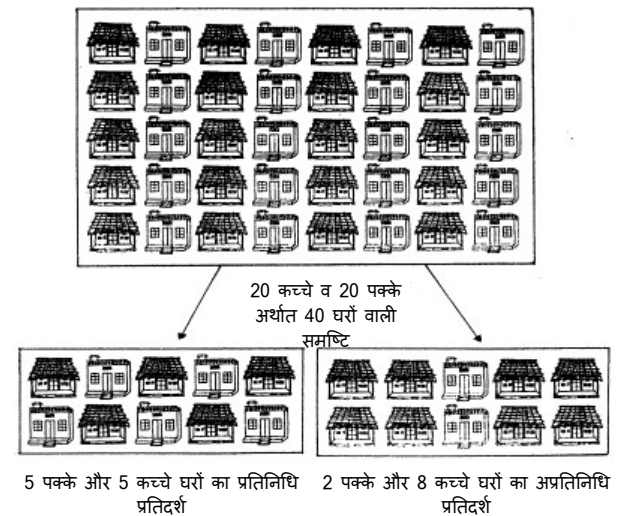 20 कच्चे व 20 पक्के
अर्थात 40 घरों वाली
समष्टि
5 पक्के और 5 कच्चे घरों का प्रतिनिधि
प्रतिदर्श
2 पक्के और 8 कच्चे घरों का अप्रतिनिधि
प्रतिदर्श